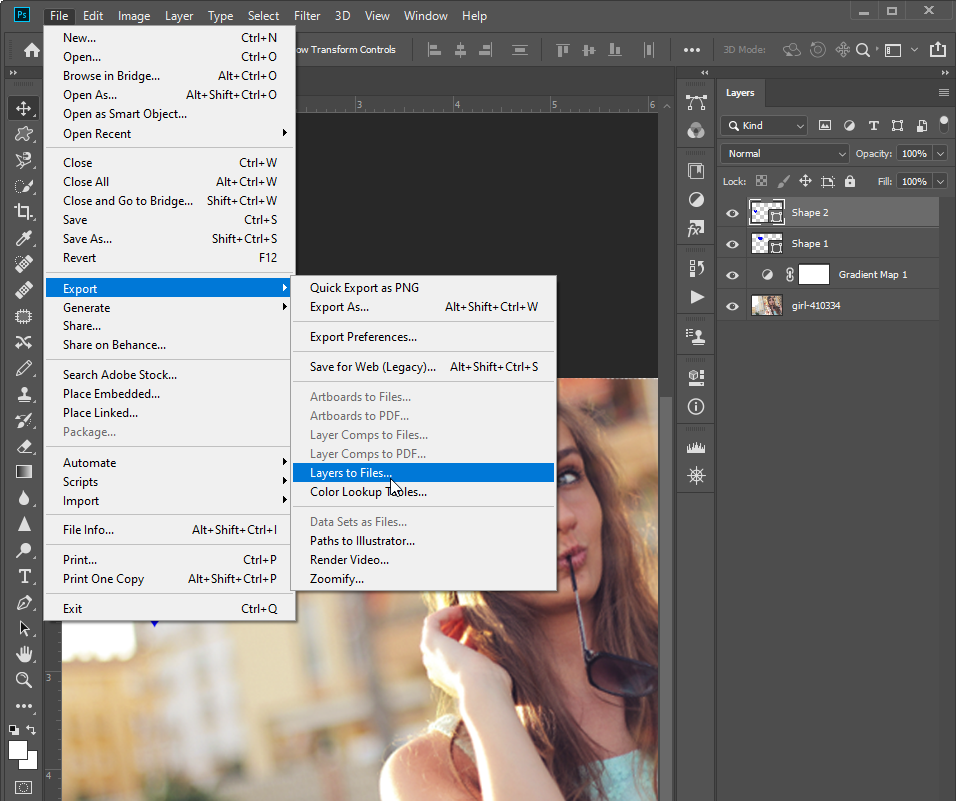 Ps File Edit Image Layer Type Select Filter 3D View Window Help
ow Transform Controls 3D Mode:
New... Ctrl+N
Open... Ctrl+O
Browse in Bridge... Alt+Ctrl+O
Open As... Alt+Shift+Ctrl+O
Open as Smart Object...
Open Recent
Close Ctrl+W
Close All Alt+Ctrl+W
Close and Go to Bridge... Shift+Ctrl+W
Save Ctrl+S
Save As... Shift+Ctrl+S
Revert F12
Export
Generate
Share...
Share on Behance...
Search Adobe Stock...
Place Embedded...
Place Linked...
Package...
Automate
Scripts
Import
File Info... Alt+Shift+Ctrl+I
Print... Ctrl+P
Print One Copy Alt+Shift+Ctrl+P
Exit Ctrl+Q
Quick Export as PNG
Export As... Alt+Shift+Ctrl+W
Export Preferences...
Save for Web (Legacy)... Alt+Shift+Ctrl+S
Artboards to Files...
Artboards to PDF...
Layer Comps to Files...
Layer Comps to PDF...
Layers to Files...
Color Lookup Tables...
Data Sets as Files...
Paths to Illustrator...
Render Video...
Zoomify...
3 4 5 6
3
4
Layers
Kind
Normal Opacity: 100%
Lock: Fill: 100%
Shape 2
Shape 1
Gradient Map 1
girl-410334